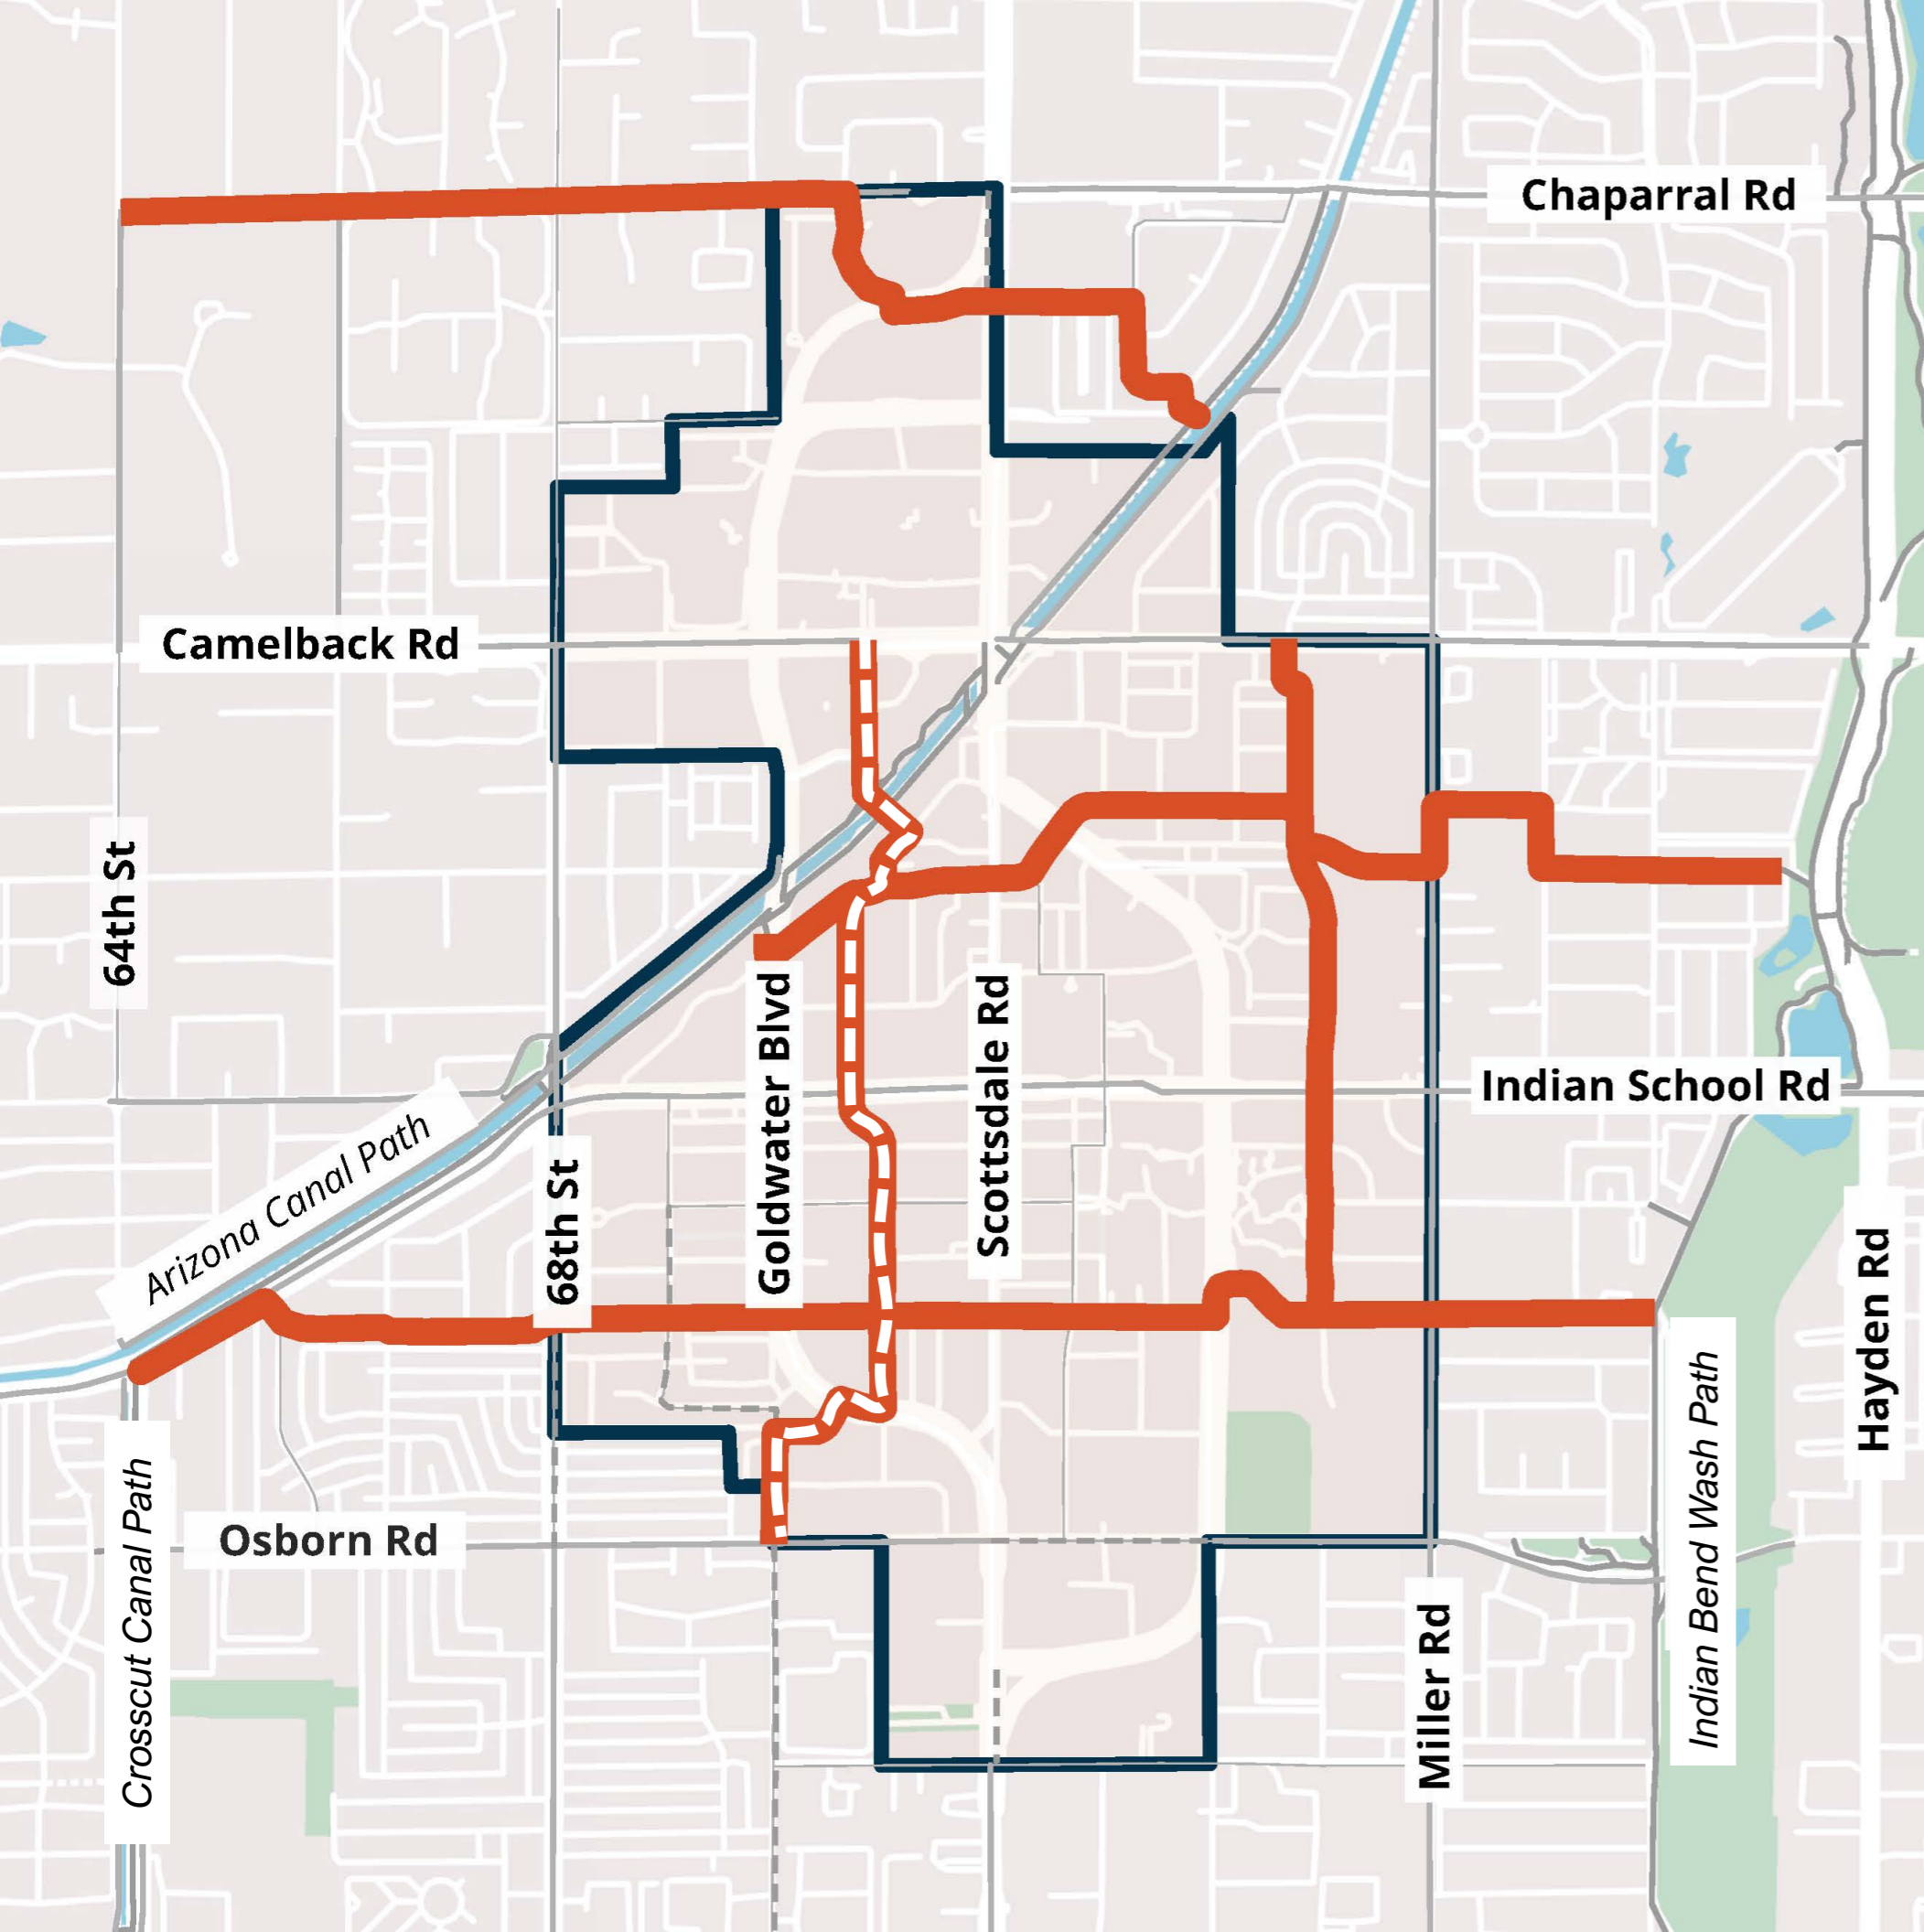 Chaparral Rd
Camelback Rd
64th St
Goldwater Blvd
Scottsdale Rd
Indian School Rd
Arizona Canal Path
68th St
Hayden Rd
Indian Bend Wash Path
Crosscut Canal Path
Osborn Rd
Miller Rd